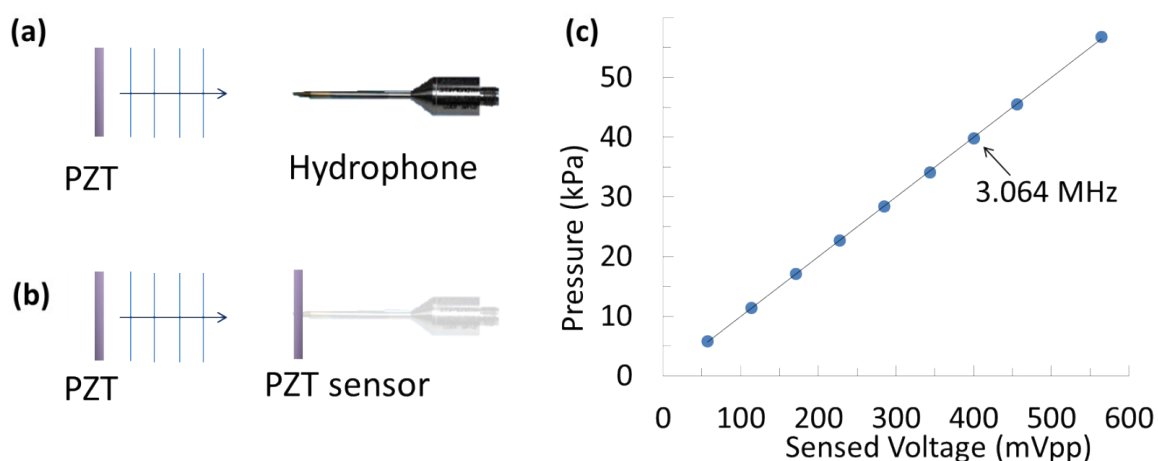 (a)
PZT
Hydrophone
(b)
PZT
PZT sensor
(c)
Pressure (kPa)
50
40
30
20
10
0
3.064 MHz
0 100 200 300 400 500 600
Sensed Voltage (mVpp)